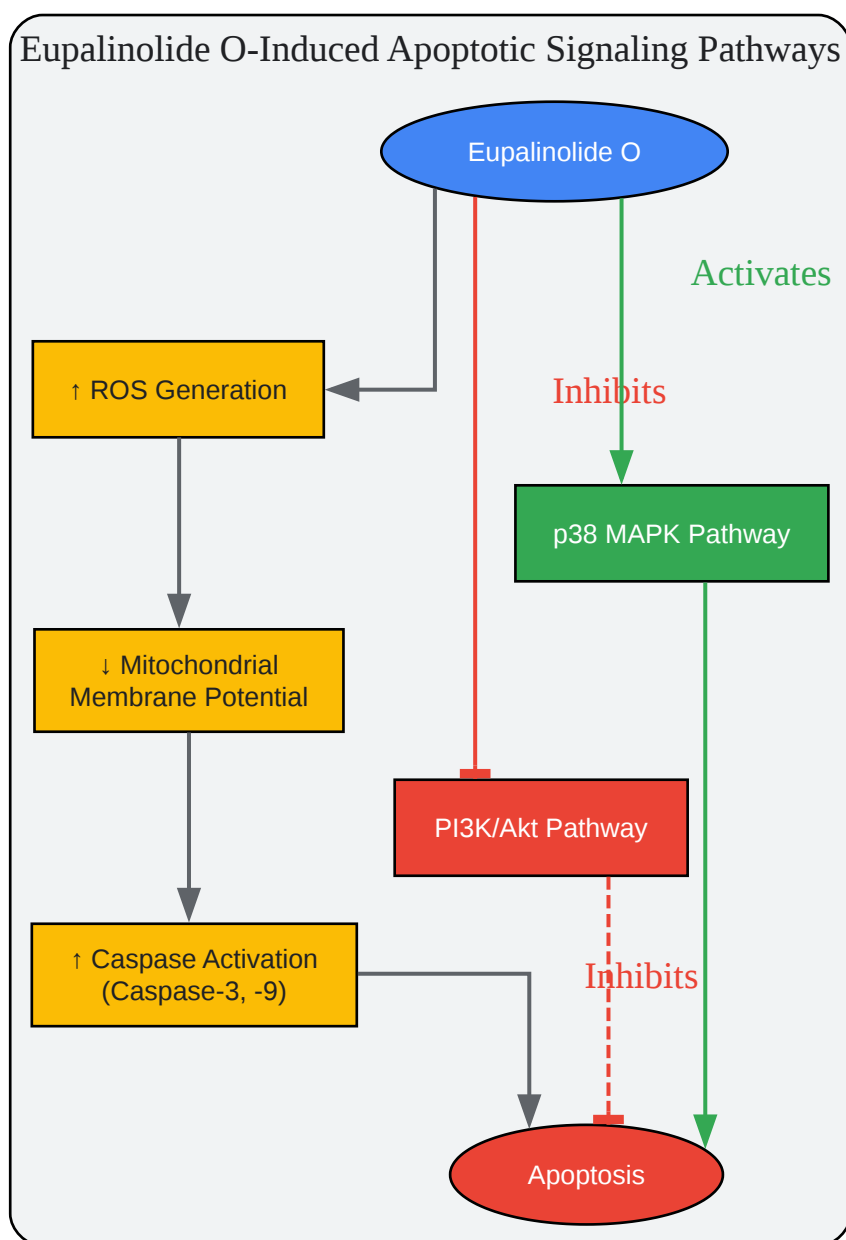 Eupalinolide O-Induced Apoptotic Signaling Pathways
Eupalinolide O
Activates
↑ ROS Generation
Inhibits
p38 MAPK Pathway
↓ Mitochondrial
Membrane Potential
PI3K/Akt Pathway
↑ Caspase Activation
(Caspase-3, -9)
Inhibits
Apoptosis